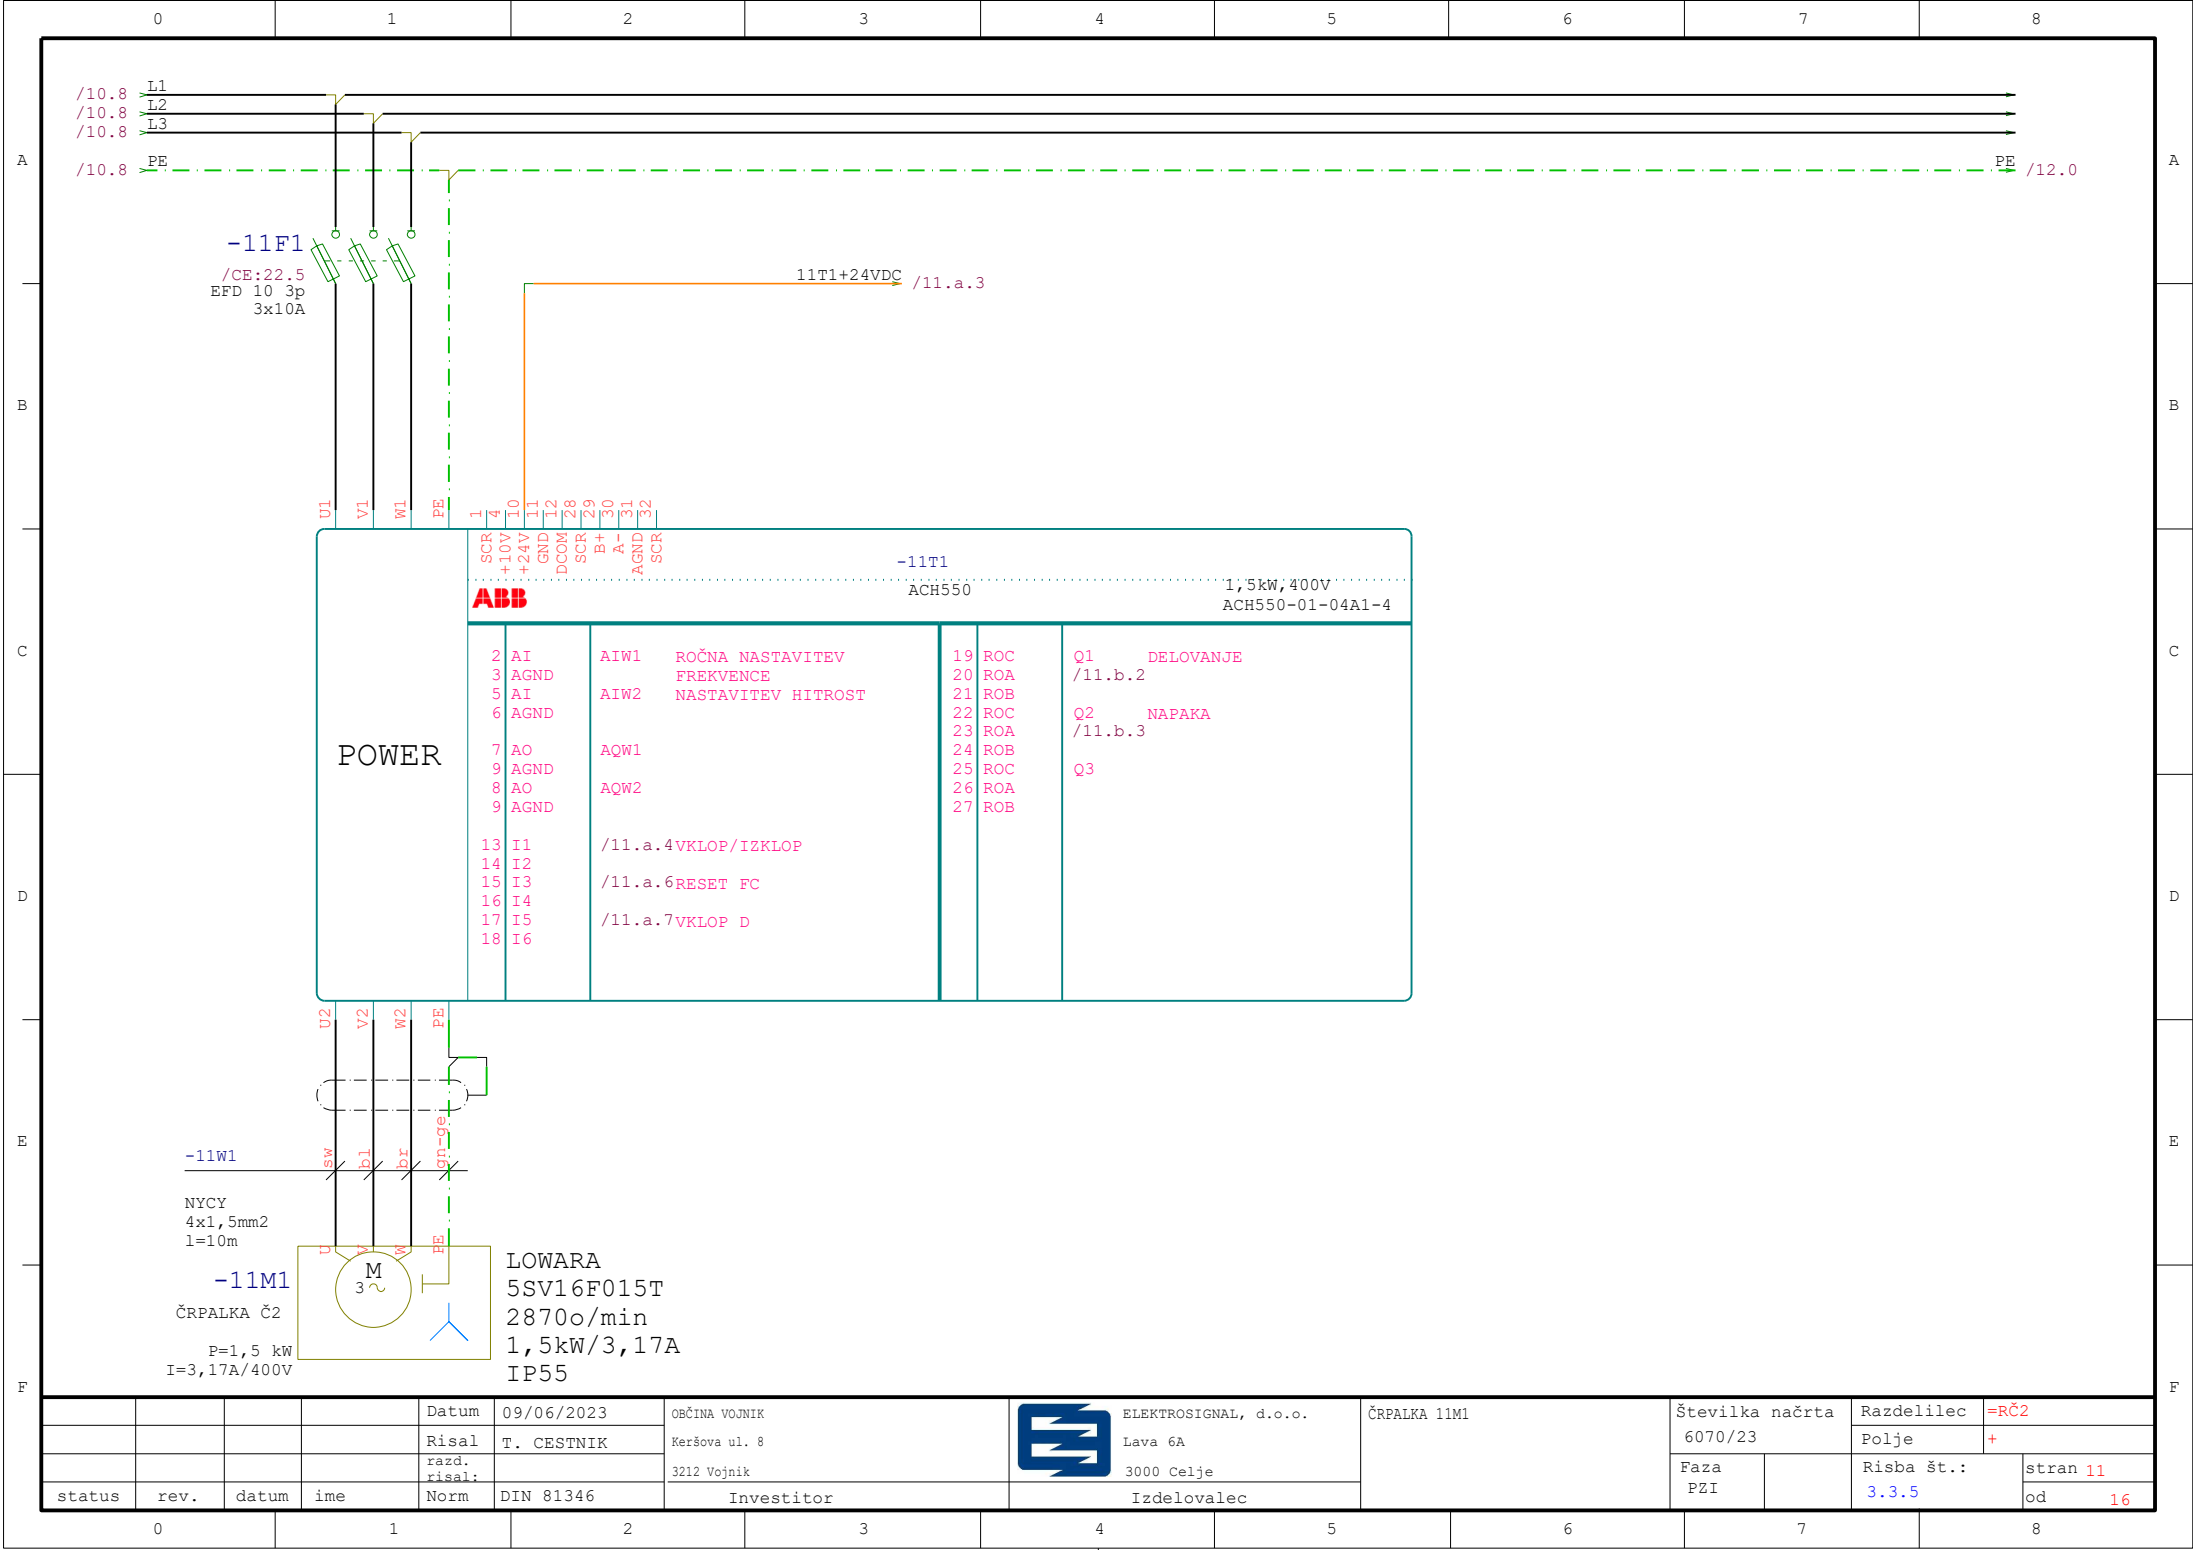 0 1 2 3 4 5 6 7 8
/10.8 L1
/10.8 L2
/10.8 L3
A A
/10.8 PE PE /12.0
-11F1
/CE:22.5
EFD 10 3p
3x10A
11T1+24VDC /11.a.3
B B
U1 V1 W1 PE 1 4 10 11 12 28 29 30 31 32
SCR +10V +24V GND DCOM SCR B+ A- AGND SCR
-11T1
ABB ACH550 1,5kW,400V
ACH550-01-04A1-4
C C
POWER
2 AI AIW1 ROČNA NASTAVITEV 19 ROC Q1 DELOVANJE
3 AGND FREKVENCE 20 ROA /11.b.2
5 AI AIW2 NASTAVITEV HITROST 21 ROB
6 AGND 22 ROC Q2 NAPAKA
23 ROA /11.b.3
7 AO AQW1 24 ROB
9 AGND 25 ROC Q3
8 AO AQW2 26 ROA
9 AGND 27 ROB
13 I1 /11.a.4 VKLOP/IZKLOP
14 I2
15 I3 /11.a.6 RESET FC
16 I4
17 I5 /11.a.7 VKLOP D
18 I6
D D
U2 V2 W2 PE
E E
-11W1 sw bl br gn-ge
NYCY
4x1,5mm2
l=10m
U V W PE
-11M1
M
3
ČRPALKA Č2
P=1,5 kW
I=3,17A/400V
LOWARA
5SV16F015T
2870o/min
1,5kW/3,17A
IP55
F F
Datum 09/06/2023 OBČINA VOJNIK ELEKTROSIGNAL, d.o.o. ČRPALKA 11M1 Številka načrta Razdelilec =RČ2
Risal T. CESTNIK Keršova ul. 8 Lava 6A 6070/23 Polje +
razd.
risal: 3212 Vojnik 3000 Celje Faza Risba št.: stran 11
PZI 3.3.5
status rev. datum ime Norm DIN 81346 Investitor Izdelovalec od 16
0 1 2 3 4 5 6 7 8